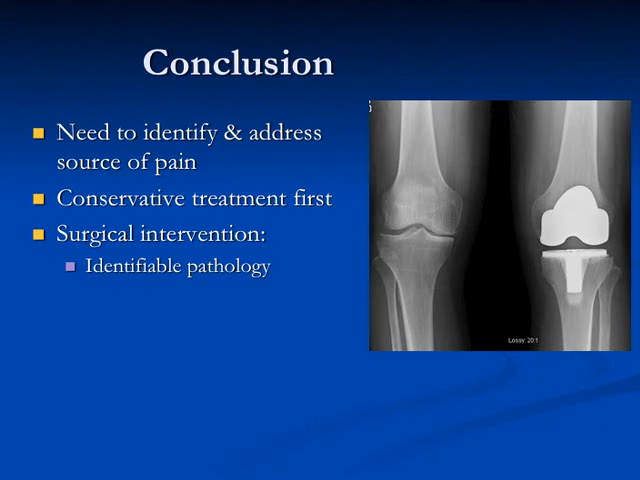 Conclusion
Need to identify & address
source of pain
Conservative treatment first
Surgical intervention:
Identifiable pathology
Lossy: 20:1